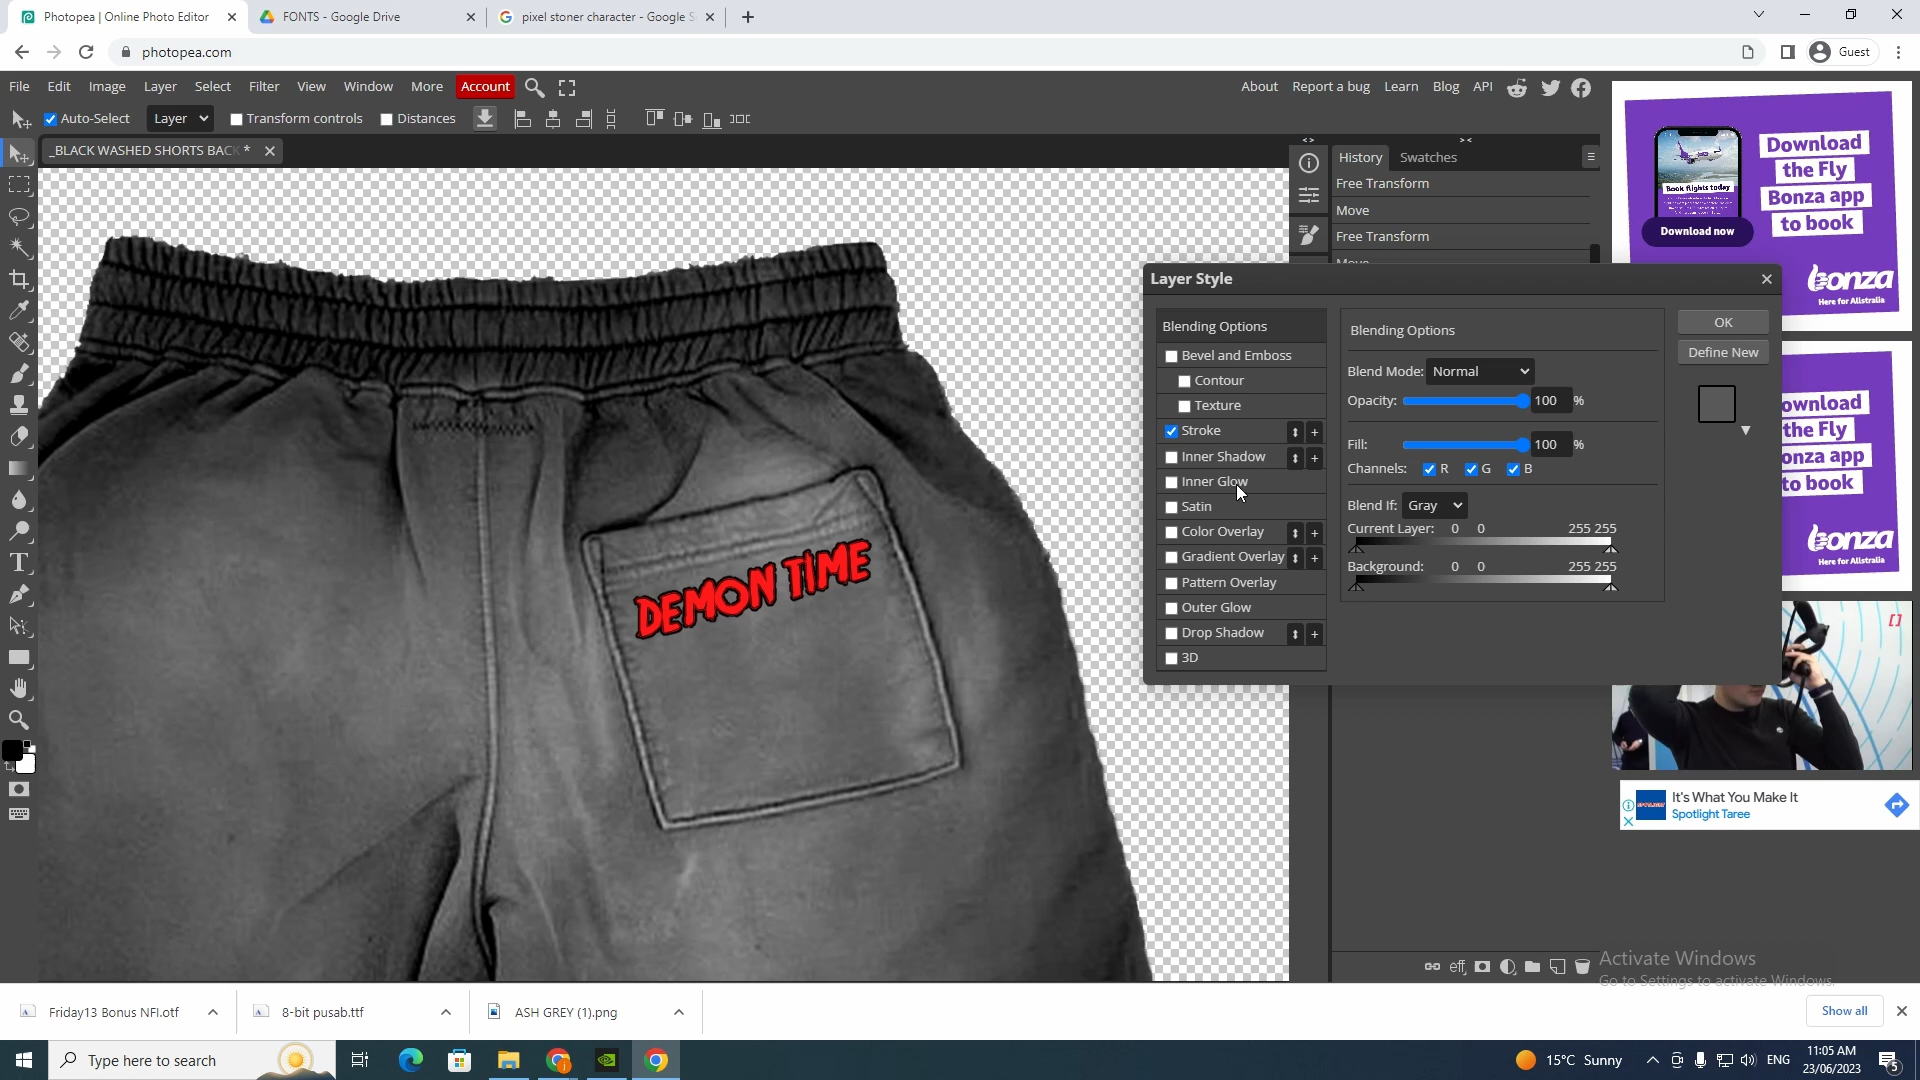 Photopea | Online Photo Editor
FONTS - Google Drive
pixel stoner character - Google S
photopea.com
Guest
File Edit Image Layer Select Filter View Window More Account
About Report a bug Learn Blog API
Auto-Select Layer Transform controls Distances
_BLACK WASHED SHORTS BACK *
History Swatches
Free Transform
Move
Free Transform
Move
Layer Style
Blending Options
Bevel and Emboss
Contour
Texture
Stroke
Inner Shadow
Inner Glow
Satin
Color Overlay
Gradient Overlay
Pattern Overlay
Outer Glow
Drop Shadow
3D
Blending Options
Blend Mode: Normal
Opacity: 100 %
Fill: 100 %
Channels: R G B
Blend If: Gray
Current Layer: 0 0 255 255
Background: 0 0 255 255
OK
Define New
DEMON TIME
Download
the Fly
Bonza app
to book
Book flights today
Download now
bonza
Here for Allstralia
ownload
the Fly
onza app
to book
bonza
Here for Allstralia
It's What You Make It
Spotlight Taree
eff
Activate Windows
Go to Settings to activate Windows.
Friday13 Bonus NFI.otf
8-bit pusab.ttf
ASH GREY (1).png
Show all
Type here to search
15°C Sunny
ENG
11:05 AM
23/06/2023
5